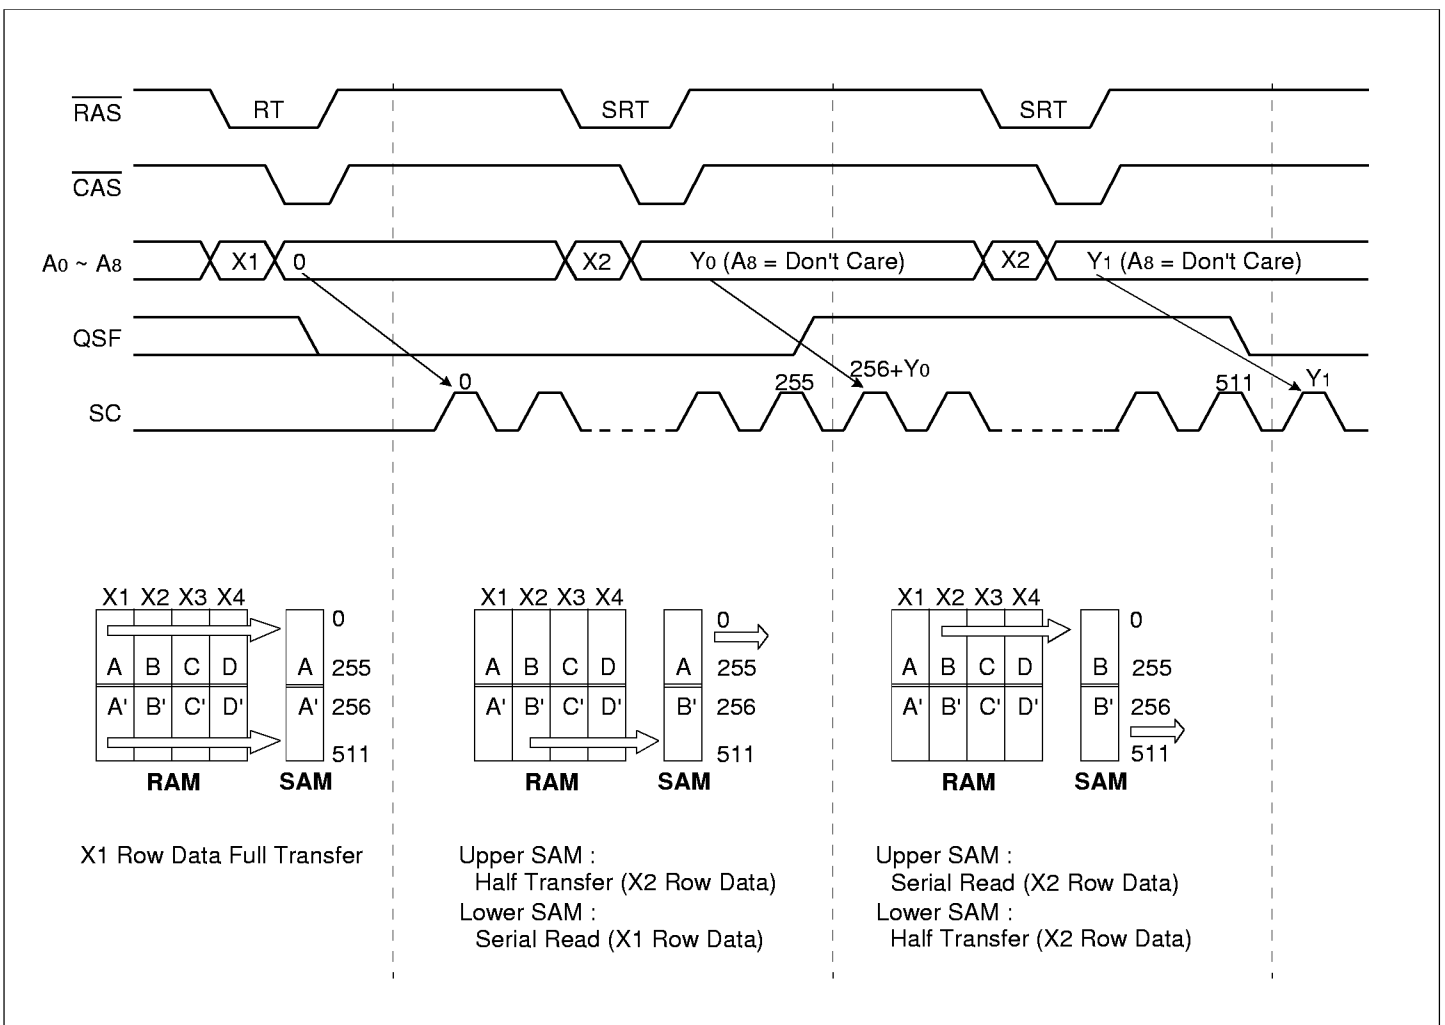 RAS RT SRT SRT
CAS
A0 ~ A8 X1 0 X2 Y0 (A8 = Don't Care) X2 Y1 (A8 = Don't Care)
QSF
SC 0 255 256+Y0 511 Y1
X1 X2 X3 X4
0
A B C D A 255
A' B' C' D' A' 256
511
RAM SAM
X1 Row Data Full Transfer
X1 X2 X3 X4
0
A B C D A 255
A' B' C' D' B' 256
511
RAM SAM
Upper SAM :
Half Transfer (X2 Row Data)
Lower SAM :
Serial Read (X1 Row Data)
X1 X2 X3 X4
0
A B C D B 255
A' B' C' D' B' 256
511
RAM SAM
Upper SAM :
Serial Read (X2 Row Data)
Lower SAM :
Half Transfer (X2 Row Data)